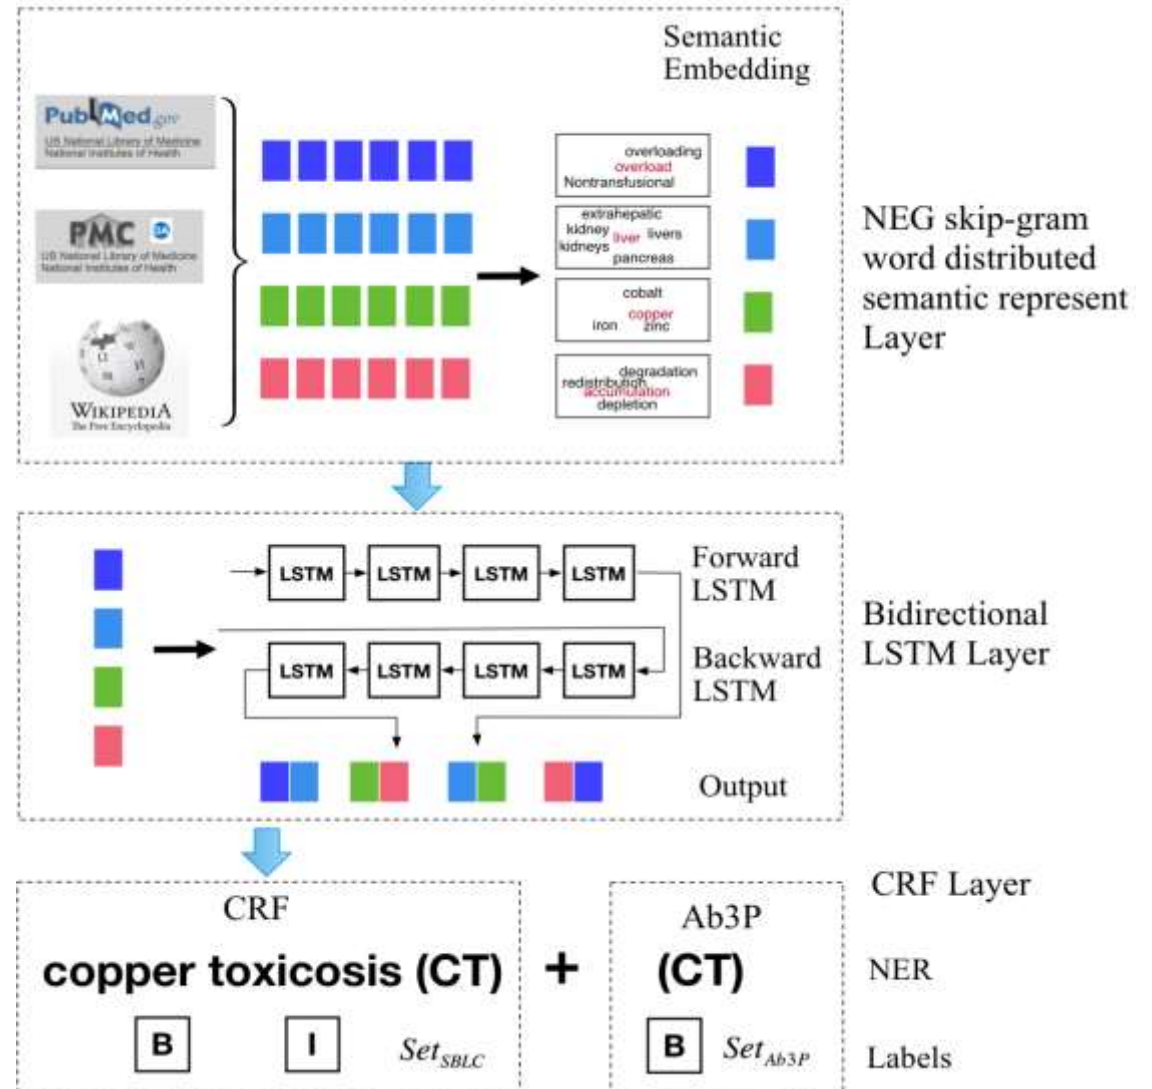 Semantic
Embedding
PubMed.gov
US National Library of Medicine
National Institutes of Health
PMC
US National Library of Medicine
National Institutes of Health
WIKIPEDIA
The Free Encyclopedia
overloading
overload
Nontransfusional
extrahepatic
kidney liver livers
kidneys
pancreas
cobalt
copper
iron zinc
degradation
redistribution
accumulation
depletion
NEG skip-gram
word distributed
semantic represent
Layer
LSTM LSTM LSTM LSTM
Forward
LSTM
LSTM LSTM LSTM LSTM
Backward
LSTM
Output
Bidirectional
LSTM Layer
CRF
Ab3P
CRF Layer
copper toxicosis (CT) + (CT)
NER
B I Set SBLC
B Set Ab3P
Labels